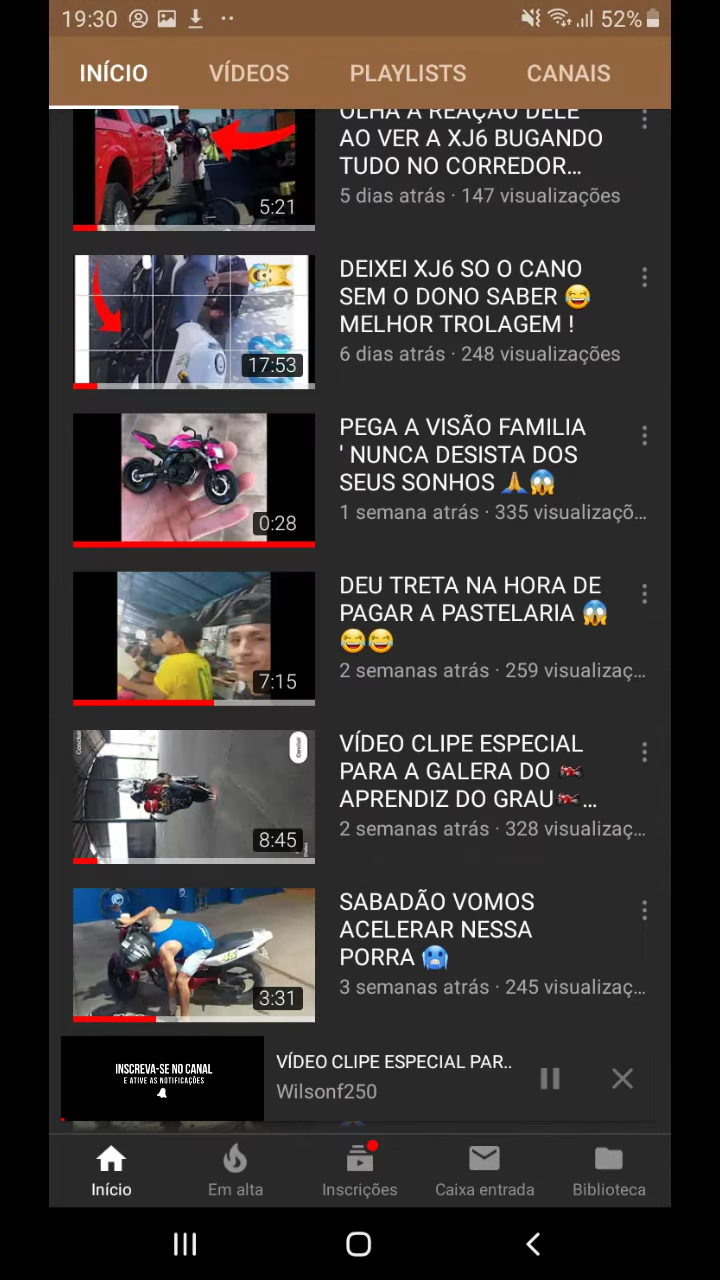 19:30 52%
INÍCIO VÍDEOS PLAYLISTS CANAIS
OLHA A REAÇÃO DELE
AO VER A XJ6 BUGANDO
TUDO NO CORREDOR...
5 dias atrás · 147 visualizações
5:21
DEIXEI XJ6 SO O CANO
SEM O DONO SABER 😂
MELHOR TROLAGEM !
6 dias atrás · 248 visualizações
17:53
PEGA A VISÃO FAMILIA
' NUNCA DESISTA DOS
SEUS SONHOS 🙏😱
1 semana atrás · 335 visualizaçõ...
0:28
DEU TRETA NA HORA DE
PAGAR A PASTELARIA 😱
😂😂
2 semanas atrás · 259 visualizaç...
7:15
Concluir
VÍDEO CLIPE ESPECIAL
PARA A GALERA DO 🏍️
APRENDIZ DO GRAU🏍️...
2 semanas atrás · 328 visualizaç...
8:45
SABADÃO VOMOS
ACELERAR NESSA
PORRA 🥶
3 semanas atrás · 245 visualizaç...
3:31
INSCREVA-SE NO CANAL
E ATIVE AS NOTIFICAÇÕES
VÍDEO CLIPE ESPECIAL PAR..
Wilsonf250
Início Em alta Inscrições Caixa entrada Biblioteca